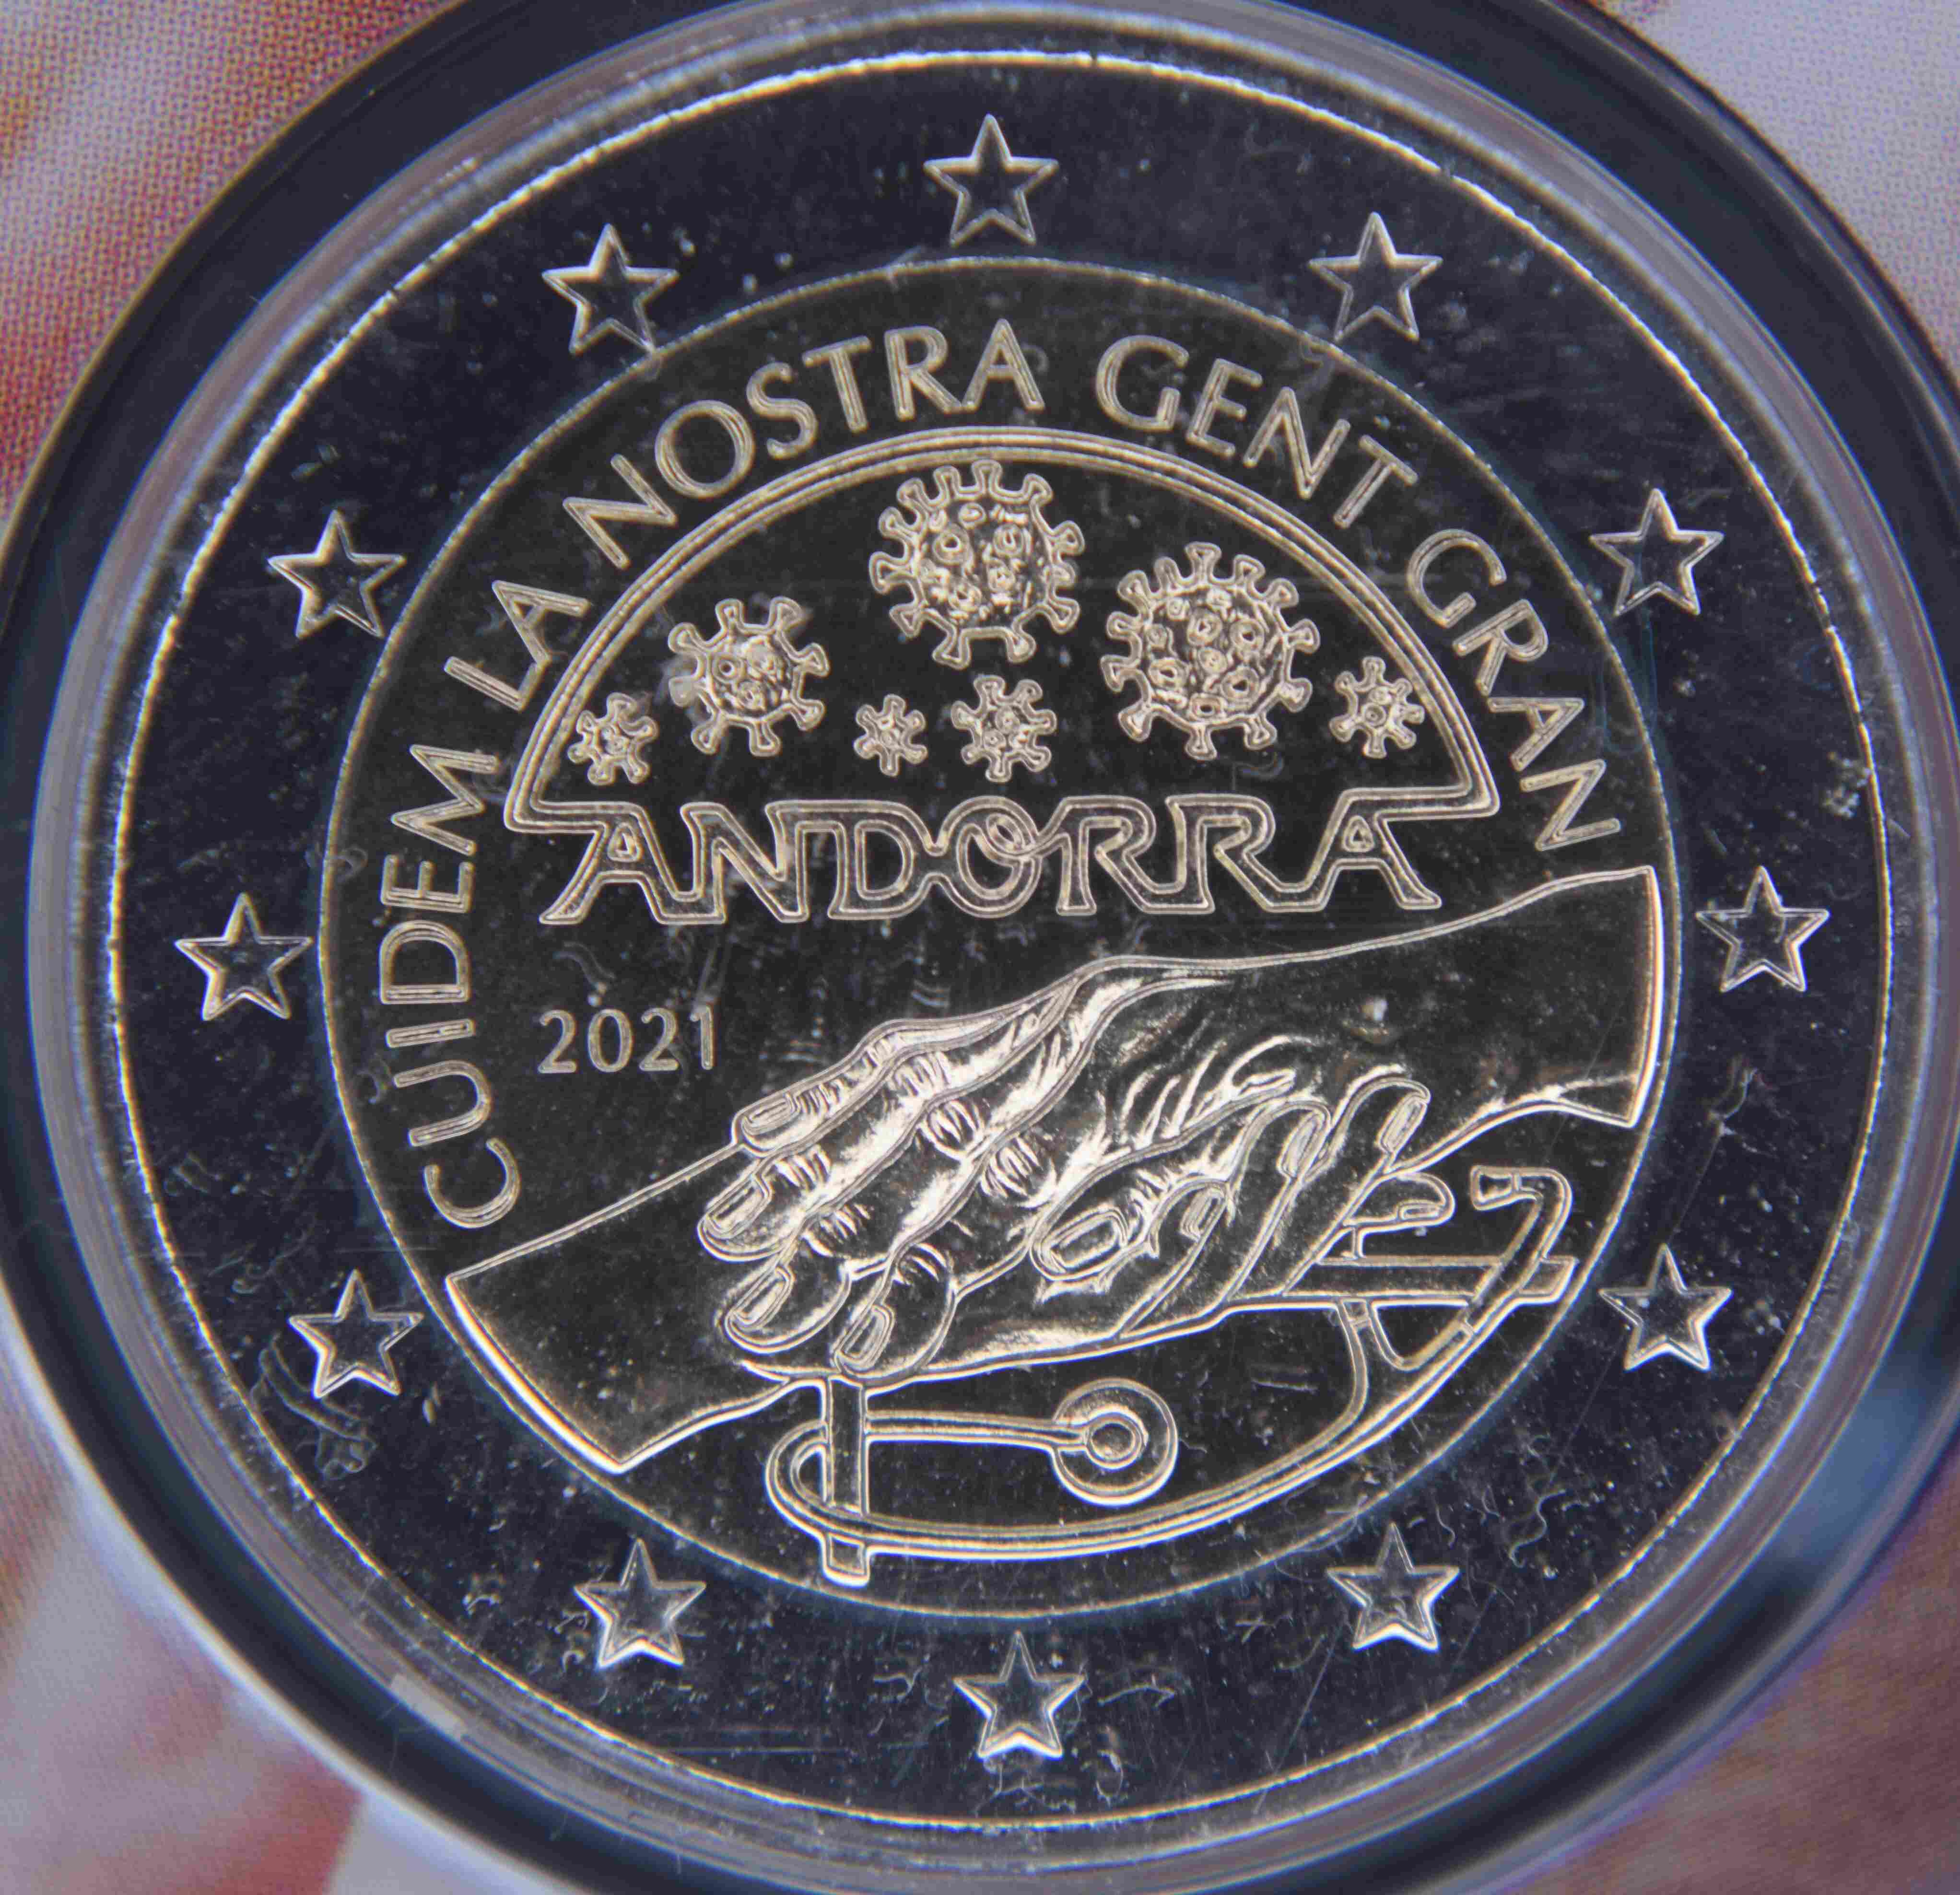 CUIDEM LA NOSTRA GENT GRAN
ANDORRA
2021